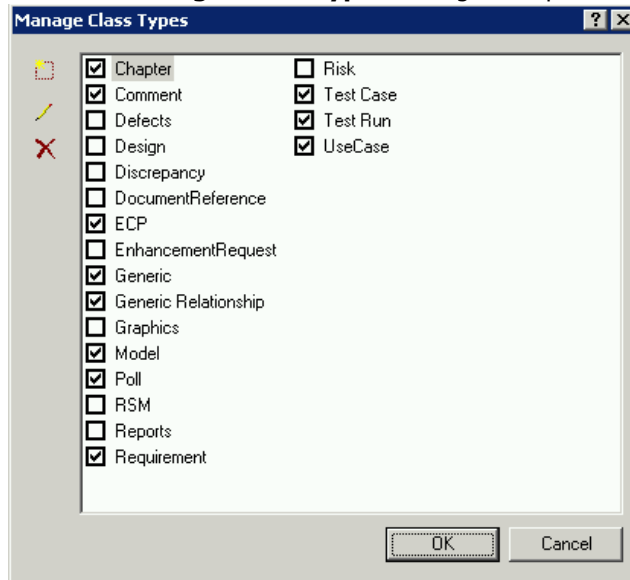 Manage Class Types
Chapter
Comment
Defects
Design
Discrepancy
DocumentReference
ECP
EnhancementRequest
Generic
Generic Relationship
Graphics
Model
Poll
RSM
Reports
Requirement
Risk
Test Case
Test Run
UseCase
OK
Cancel